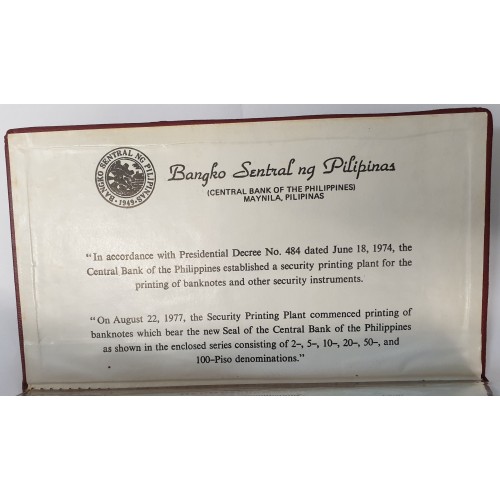 BANGKO SENTRAL NG PILIPINAS
·1949·
Bangko Sentral ng Pilipinas
(CENTRAL BANK OF THE PHILIPPINES)
MAYNILA, PILIPINAS
"In accordance with Presidential Decree No. 484 dated June 18, 1974, the
Central Bank of the Philippines established a security printing plant for the
printing of banknotes and other security instruments.
"On August 22, 1977, the Security Printing Plant commenced printing of
banknotes which bear the new Seal of the Central Bank of the Philippines
as shown in the enclosed series consisting of 2–, 5–, 10–, 20–, 50–, and
100–Piso denominations."